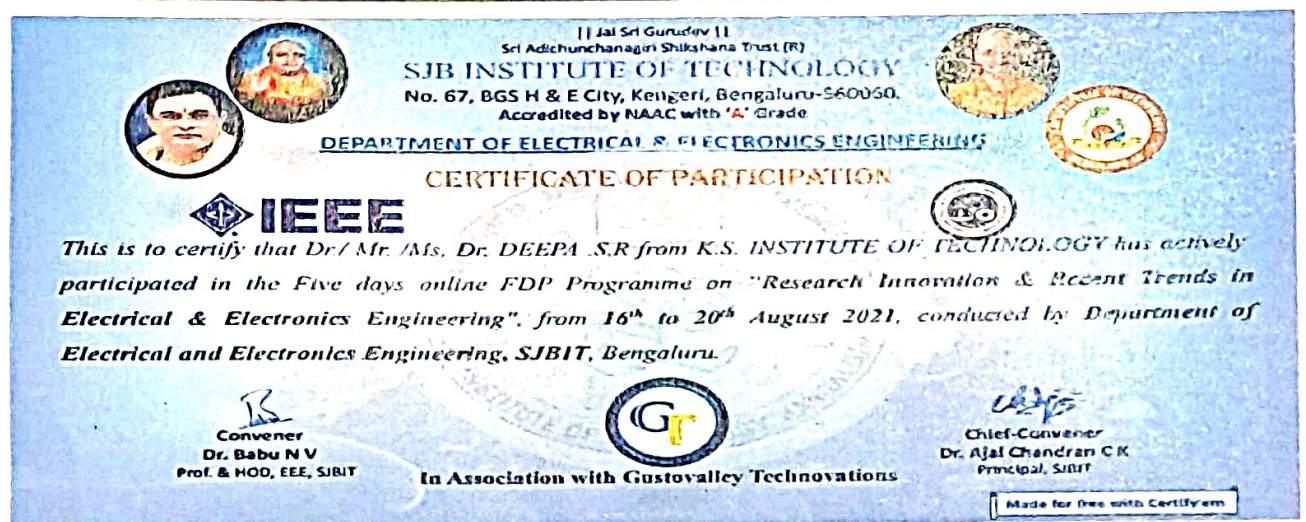 || Jai Sri Gurudev ||
Sri Adichunchanagiri Shikshana Trust (R)
SJB INSTITUTE OF TECHNOLOGY
No. 67, BGS H & E City, Kengeri, Bengaluru-560060.
Accredited by NAAC with 'A' Grade
DEPARTMENT OF ELECTRICAL & ELECTRONICS ENGINEERING
CERTIFICATE OF PARTICIPATION
IEEE
This is to certify that Dr./ Mr. /Ms, Dr. DEEPA .S.R from K.S. INSTITUTE OF TECHNOLOGY has actively
participated in the Five days online FDP Programme on "Research Innovation & Recent Trends in
Electrical & Electronics Engineering", from 16th to 20th August 2021, conducted by Department of
Electrical and Electronics Engineering, SJBIT, Bengaluru.
GT
Convener
Dr. Babu N V
Prof. & HOD, EEE, SJBIT
In Association with Gustovalley Technovations
Chief-Convener
Dr. Ajai Chandran C K
Principal, SJBIT
Made for free with Certify'em